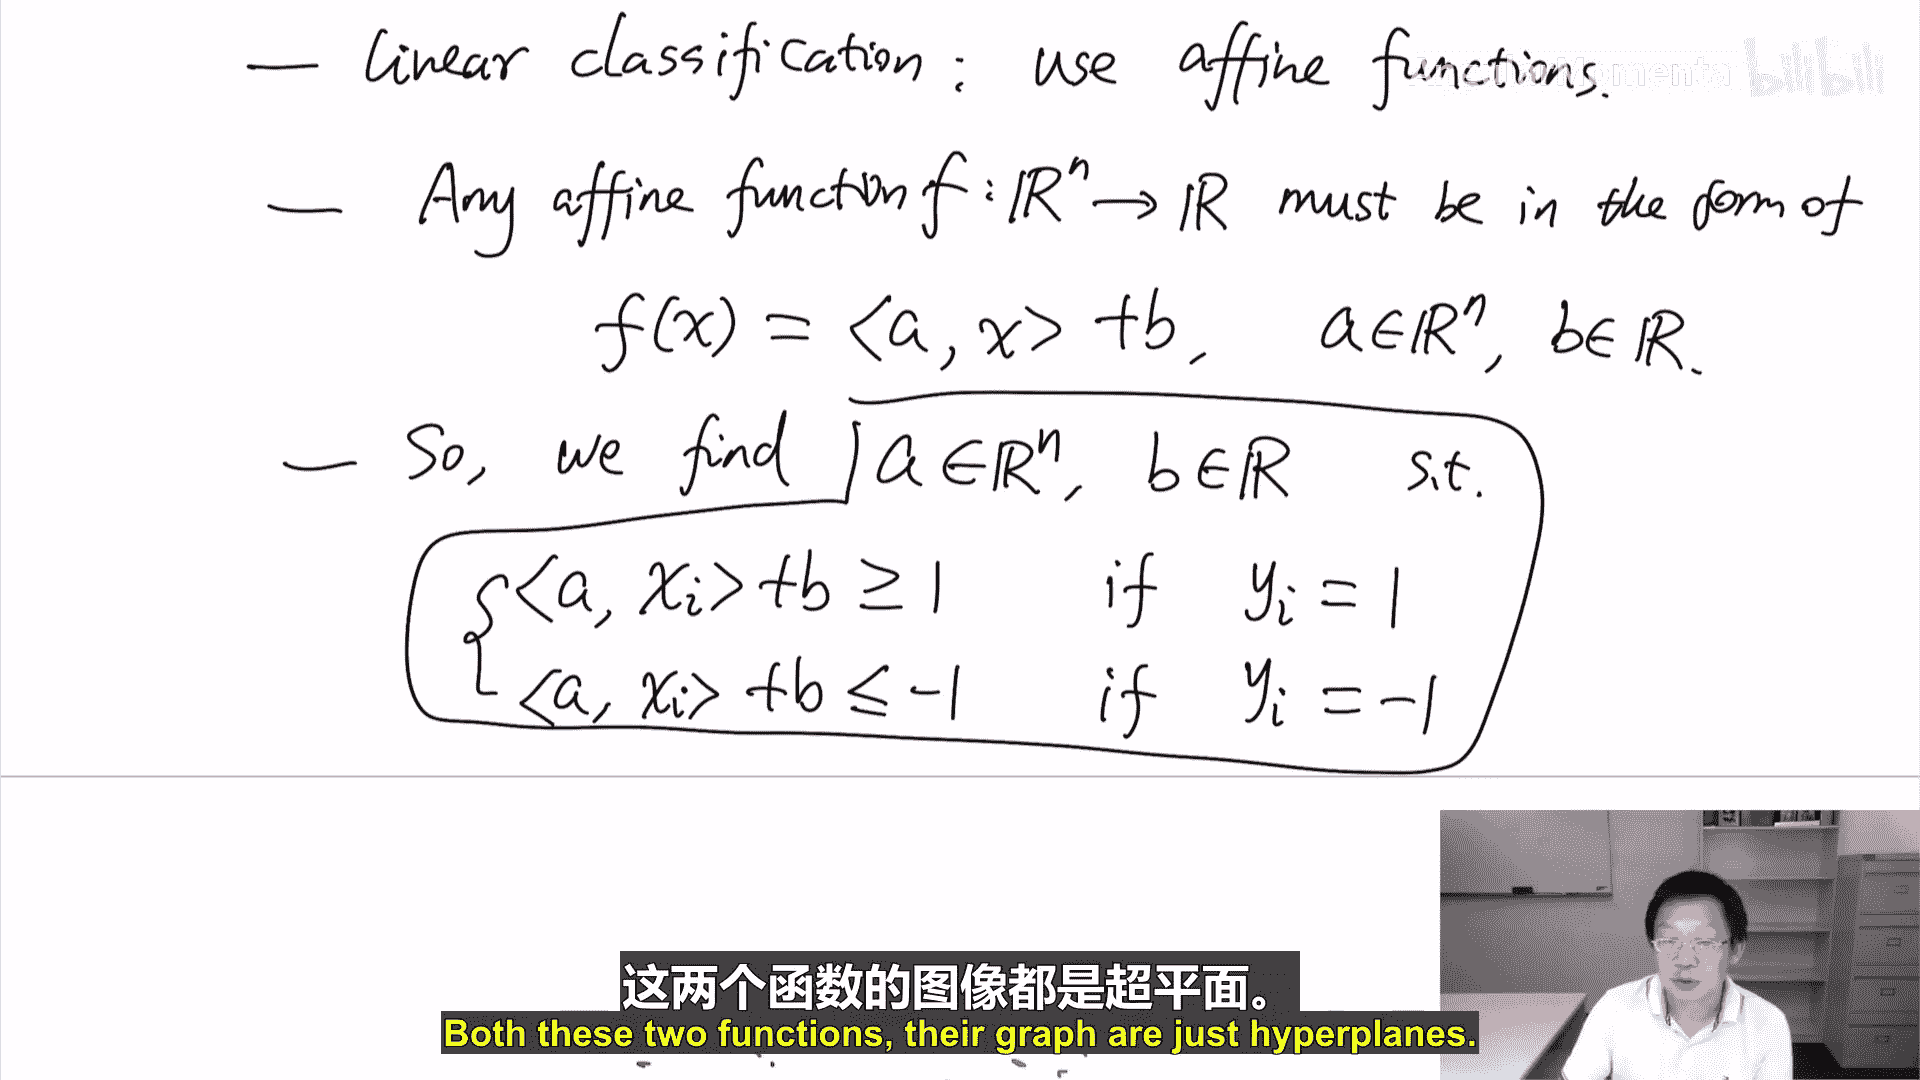 — linear classification : use affine functions.
AngularMomenta bilibili
— Any affine function f : ℝⁿ → ℝ must be in the form of
f(x) = <a, x> + b, a∈ℝⁿ, b∈ℝ.
— So, we find a∈ℝⁿ, b∈ℝ s.t.
{ <a, xᵢ> + b ≥ 1 if yᵢ = 1
<a, xᵢ> + b ≤ -1 if yᵢ = -1
这两个函数的图像都是超平面。
Both these two functions, their graph are just hyperplanes.